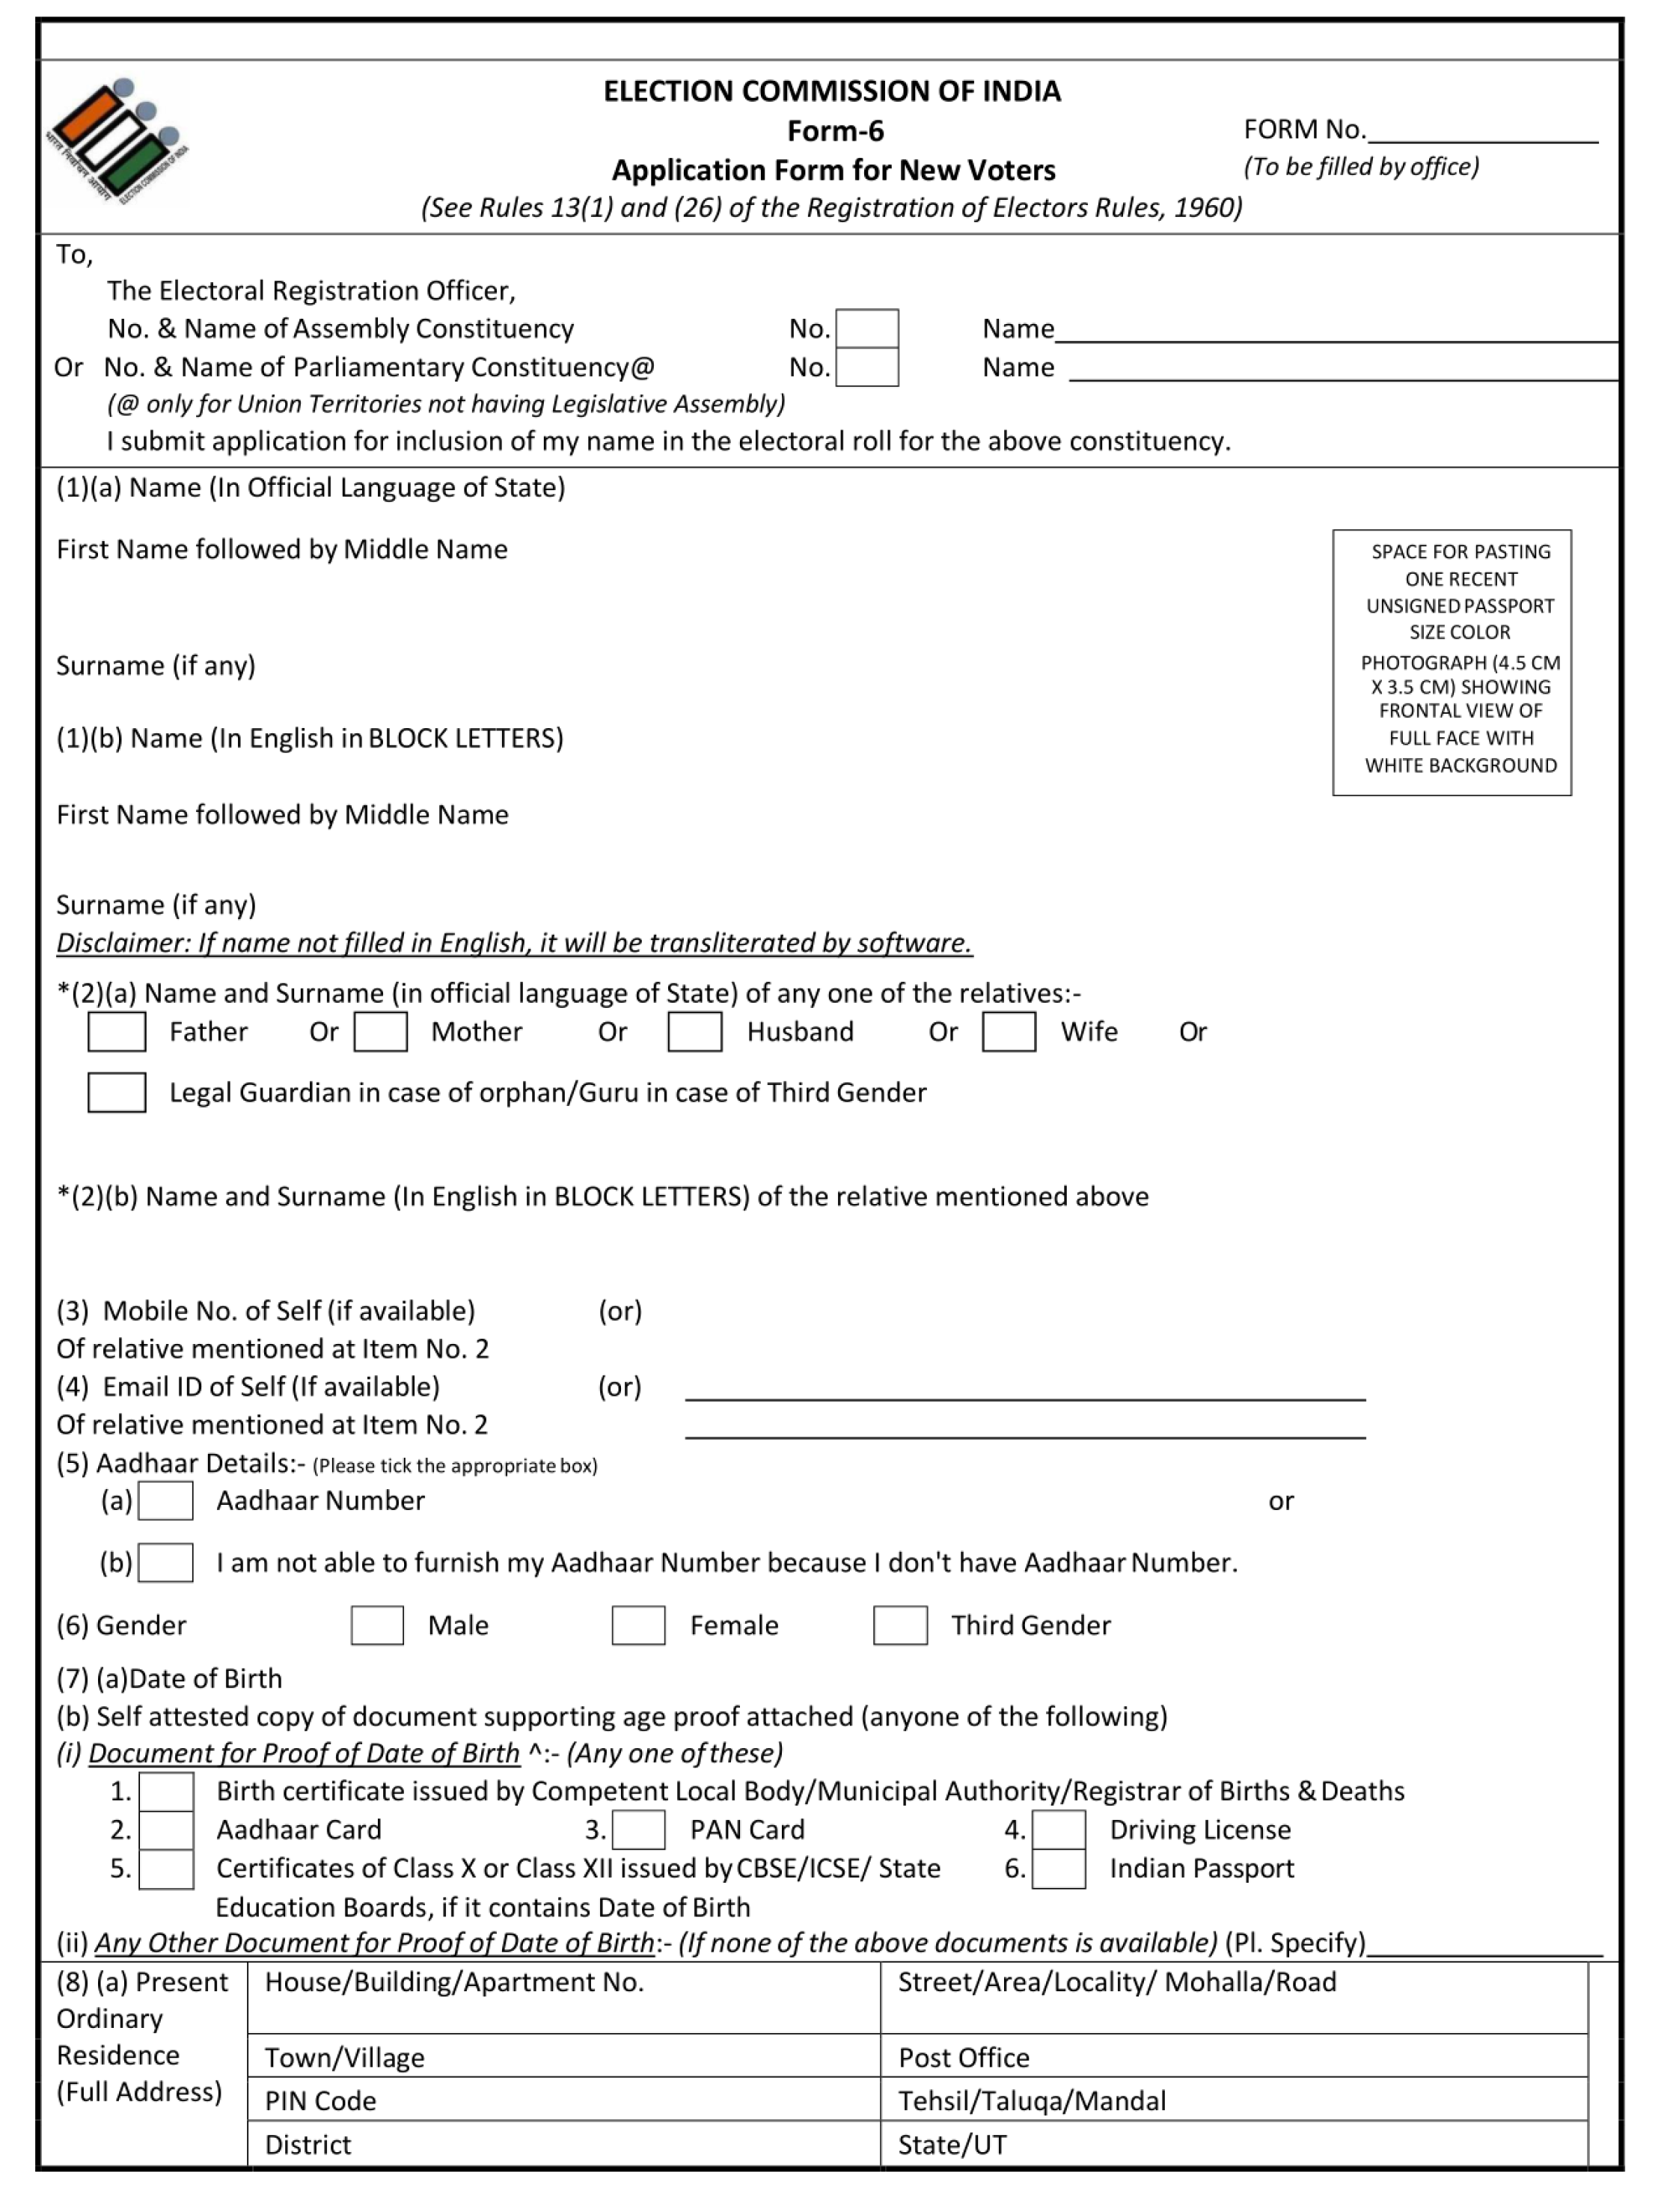 भारत निर्वाचन आयोग
ELECTION COMMISSION OF INDIA
ELECTION COMMISSION OF INDIA
Form-6
FORM No.
Application Form for New Voters
(To be filled by office)
(See Rules 13(1) and (26) of the Registration of Electors Rules, 1960)
To,
The Electoral Registration Officer,
No. & Name of Assembly Constituency No. Name
Or No. & Name of Parliamentary Constituency@ No. Name
(@ only for Union Territories not having Legislative Assembly)
I submit application for inclusion of my name in the electoral roll for the above constituency.
(1)(a) Name (In Official Language of State)
First Name followed by Middle Name
Surname (if any)
SPACE FOR PASTING
ONE RECENT
UNSIGNED PASSPORT
SIZE COLOR
PHOTOGRAPH (4.5 CM
X 3.5 CM) SHOWING
FRONTAL VIEW OF
FULL FACE WITH
WHITE BACKGROUND
(1)(b) Name (In English in BLOCK LETTERS)
First Name followed by Middle Name
Surname (if any)
Disclaimer: If name not filled in English, it will be transliterated by software.
*(2)(a) Name and Surname (in official language of State) of any one of the relatives:-
Father Or Mother Or Husband Or Wife Or
Legal Guardian in case of orphan/Guru in case of Third Gender
*(2)(b) Name and Surname (In English in BLOCK LETTERS) of the relative mentioned above
(3) Mobile No. of Self (if available) (or)
Of relative mentioned at Item No. 2
(4) Email ID of Self (If available) (or)
Of relative mentioned at Item No. 2
(5) Aadhaar Details:- (Please tick the appropriate box)
(a) Aadhaar Number or
(b) I am not able to furnish my Aadhaar Number because I don't have Aadhaar Number.
(6) Gender Male Female Third Gender
(7) (a)Date of Birth
(b) Self attested copy of document supporting age proof attached (anyone of the following)
(i) Document for Proof of Date of Birth ^:- (Any one of these)
1. Birth certificate issued by Competent Local Body/Municipal Authority/Registrar of Births & Deaths
2. Aadhaar Card 3. PAN Card 4. Driving License
5. Certificates of Class X or Class XII issued by CBSE/ICSE/ State 6. Indian Passport
Education Boards, if it contains Date of Birth
(ii) Any Other Document for Proof of Date of Birth:- (If none of the above documents is available) (Pl. Specify)
(8) (a) Present
Ordinary
Residence
(Full Address)
House/Building/Apartment No. Street/Area/Locality/ Mohalla/Road
Town/Village Post Office
PIN Code Tehsil/Taluqa/Mandal
District State/UT